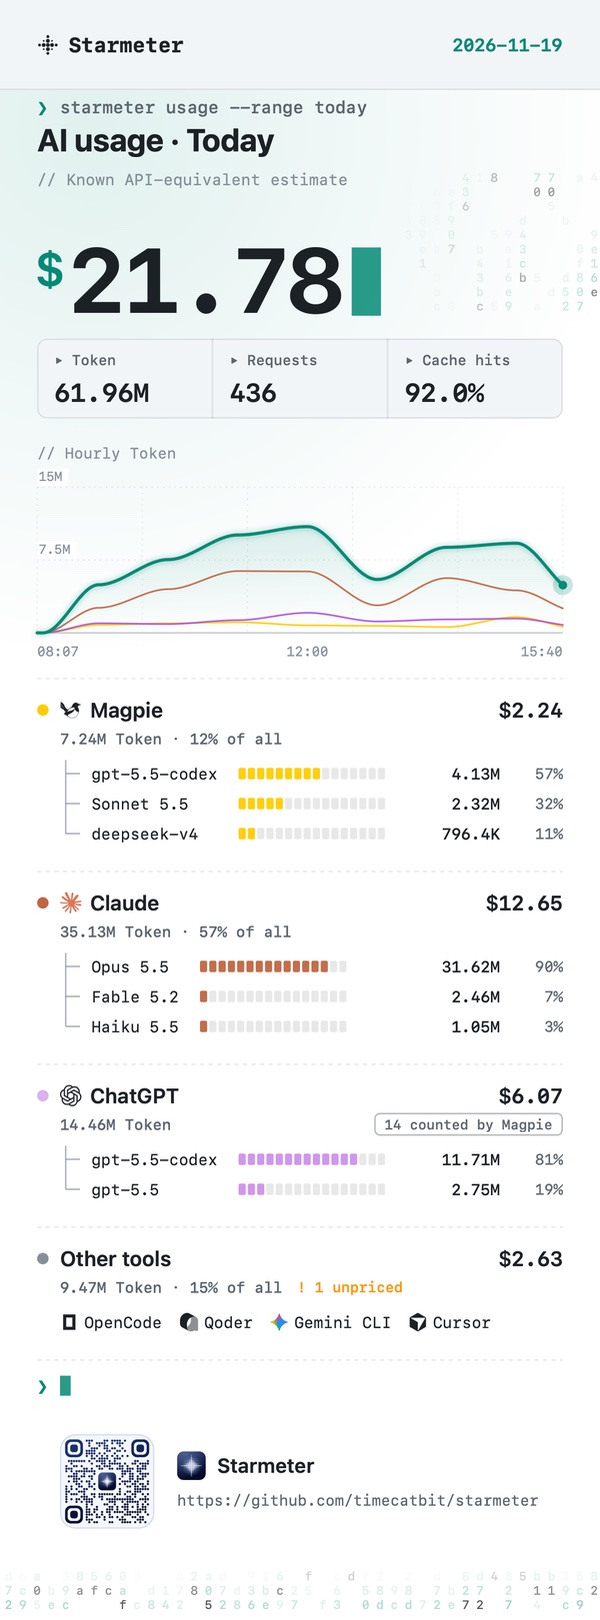 Starmeter
2026-11-19
❯ starmeter usage --range today
AI usage · Today
// Known API-equivalent estimate
$21.78
▸ Token
▸ Requests
▸ Cache hits
61.96M
436
92.0%
// Hourly Token
15M
7.5M
08:07
12:00
15:40
Magpie $2.24
7.24M Token · 12% of all
gpt-5.5-codex 4.13M 57%
Sonnet 5.5 2.32M 32%
deepseek-v4 796.4K 11%
Claude $12.65
35.13M Token · 57% of all
Opus 5.5 31.62M 90%
Fable 5.2 2.46M 7%
Haiku 5.5 1.05M 3%
ChatGPT $6.07
14.46M Token 14 counted by Magpie
gpt-5.5-codex 11.71M 81%
gpt-5.5 2.75M 19%
Other tools $2.63
9.47M Token · 15% of all ! 1 unpriced
OpenCode Qoder Gemini CLI Cursor
❯
Starmeter
https://github.com/timecatbit/starmeter